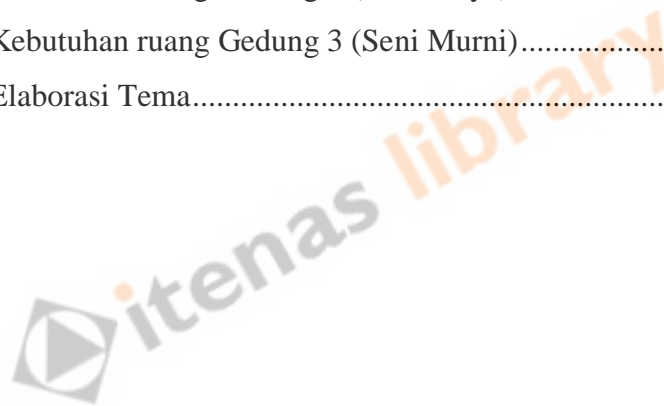 Kebutuhan ruang Gedung 3 (Seni Murni)...................
Elaborasi Tema............................................................
itenas library